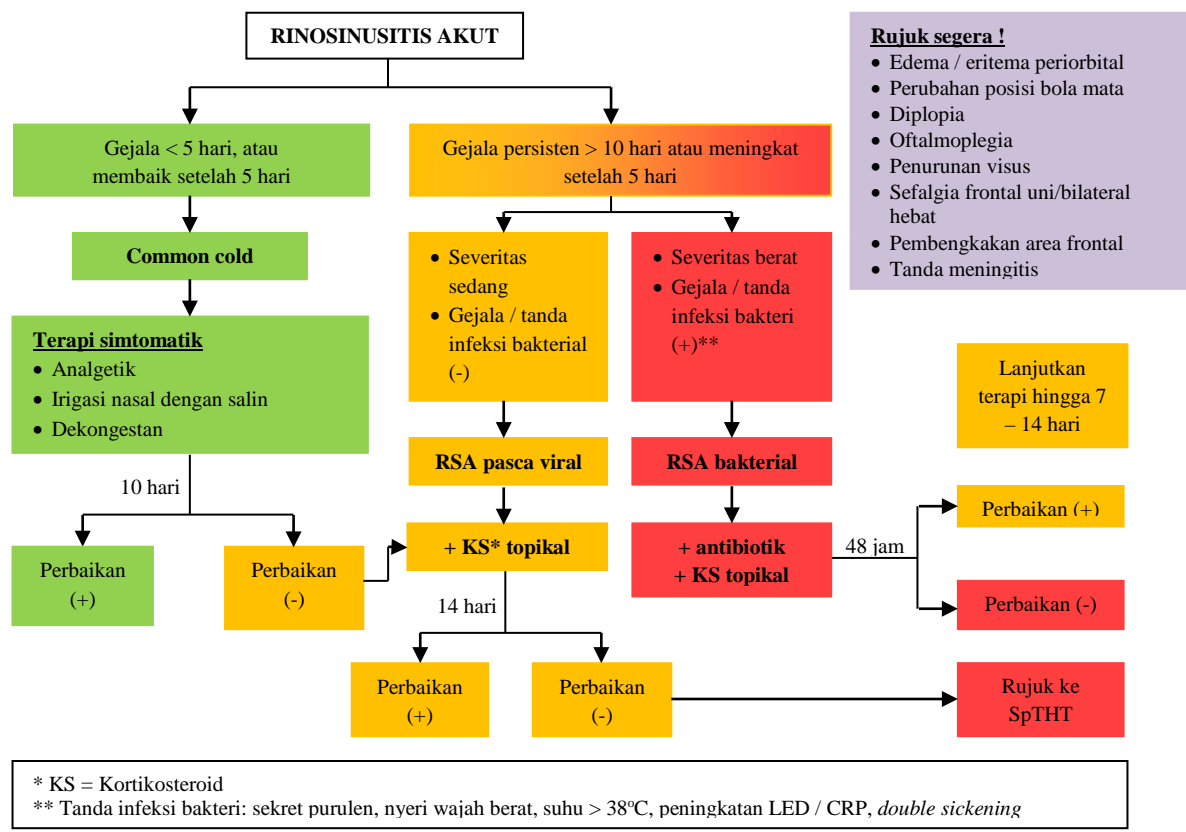 RINOSINUSITIS AKUT
Rujuk segera !
• Edema / eritema periorbital
• Perubahan posisi bola mata
• Diplopia
• Oftalmoplegia
• Penurunan visus
• Sefalgia frontal uni/bilateral
hebat
• Pembengkakan area frontal
• Tanda meningitis
Gejala < 5 hari, atau
membaik setelah 5 hari
Gejala persisten > 10 hari atau meningkat
setelah 5 hari
Common cold
• Severitas
sedang
• Gejala / tanda
infeksi bakterial
(-)
• Severitas berat
• Gejala / tanda
infeksi bakteri
(+)**
Terapi simtomatik
• Analgetik
• Irigasi nasal dengan salin
• Dekongestan
Lanjutkan
terapi hingga 7
– 14 hari
RSA pasca viral
RSA bakterial
10 hari
Perbaikan
(+)
Perbaikan
(-)
+ KS* topikal
+ antibiotik
+ KS topikal
48 jam
Perbaikan (+)
Perbaikan (-)
14 hari
Perbaikan
(+)
Perbaikan
(-)
Rujuk ke
SpTHT
* KS = Kortikosteroid
** Tanda infeksi bakteri: sekret purulen, nyeri wajah berat, suhu > 38°C, peningkatan LED / CRP, double sickening